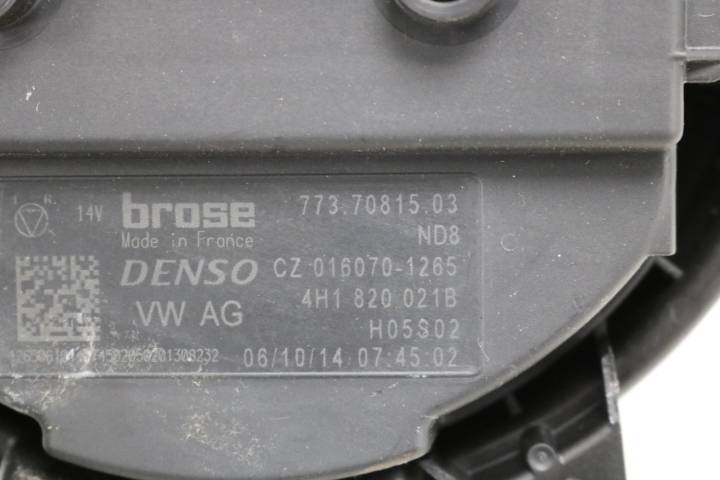 14V brose 773.70815.03
Made in France ND8
DENSO CZ 016070-1265
VW AG 4H1 820 021B
H05S02
06/10/14 07:45:02